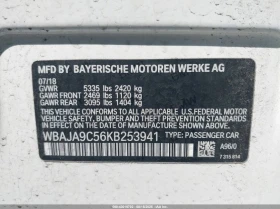 MFD BY BAYERISCHE MOTOREN WERKE AG
07/18
GVWR 5335 lbs 2420 kg
GAWR FRONT 2469 lbs 1120 kg
GAWR REAR 3095 lbs 1404 kg
THIS VEHICLE CONFORMS TO ALL APPLICABLE U.S. FEDERAL MOTOR
VEHICLE SAFETY, BUMPER, AND THEFT PREVENTION STANDARDS IN
EFFECT ON THE DATE OF MANUFACTURE SHOWN ABOVE.
WBAJA9C56KB253941 TYPE: PASSENGER CAR
A96/0